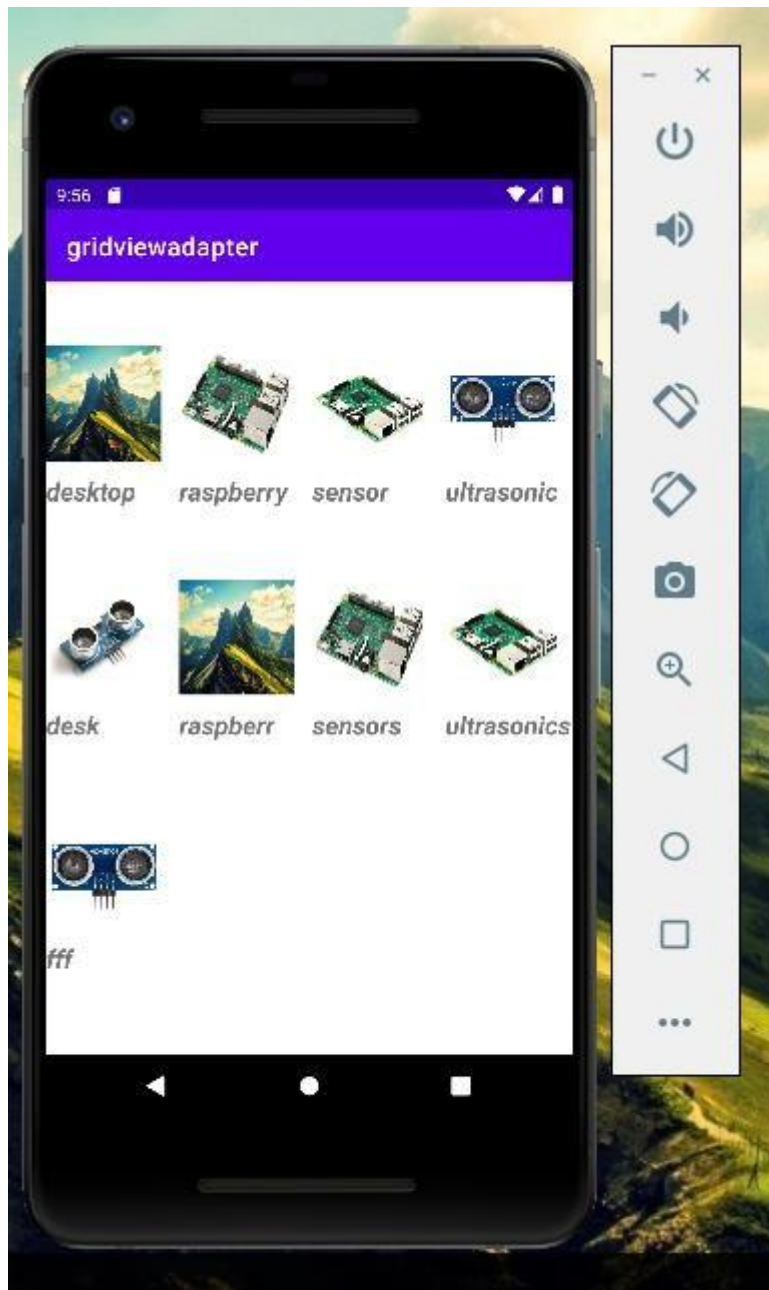 9:56
gridviewadapter
desktop raspberry sensor ultrasonic
desk raspberr sensors ultrasonics
fff